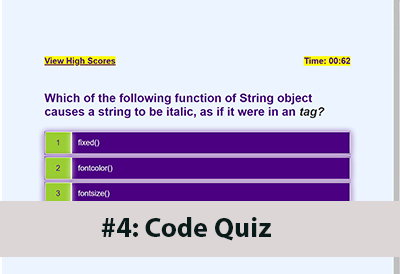 View High Scores Time: 00:62
Which of the following function of String object
causes a string to be italic, as if it were in an tag?
1 fixed()
2 fontcolor()
3 fontsize()
#4: Code Quiz